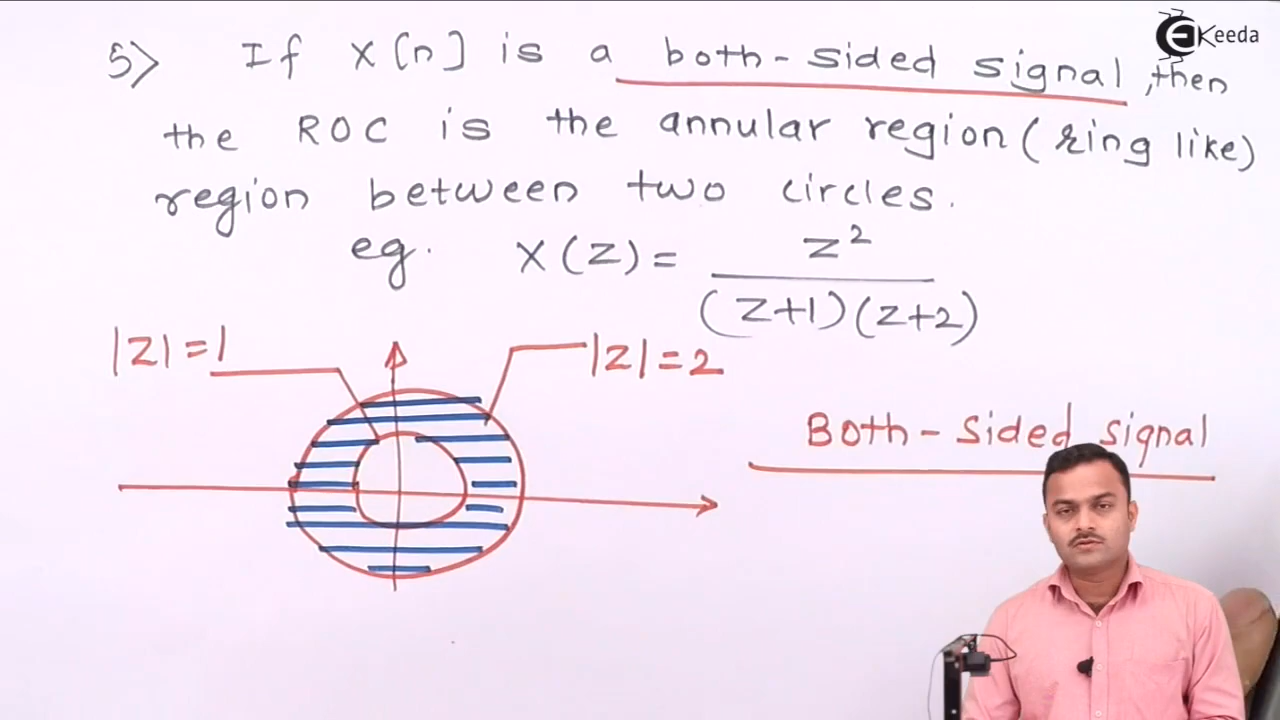 EKeeda
5> If X[n] is a both-sided signal, then
the ROC is the annular region (ring like)
region between two circles.
eg. X(Z) = Z²
(Z+1)(Z+2)
|Z|=1
|Z|=2
Both-sided signal